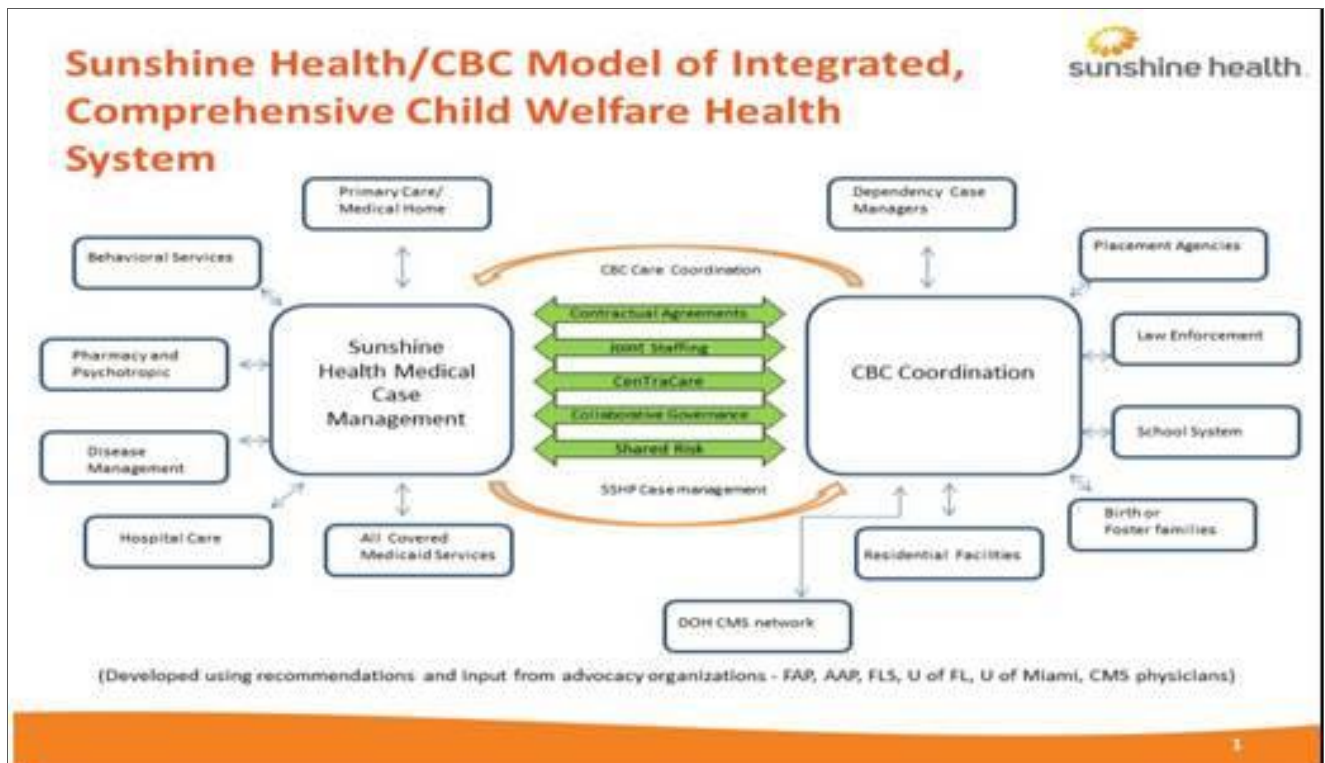 Sunshine Health/CBC Model of Integrated,
Comprehensive Child Welfare Health
System
sunshine health.
Primary Care/
Medical Home
Dependency Case
Managers
Behavioral Services
Placement Agencies
CBC Care Coordination
Contractual Agreements
Joint Staffing
CenTraCare
Collaborative Governance
Shared Risk
SSHP Case management
Sunshine
Health Medical
Case
Management
CBC Coordination
Pharmacy and
Psychotropic
Law Enforcement
Disease
Management
School System
Hospital Care
All Covered
Medicaid Services
Residential Facilities
Birth or
Foster families
DOH CMS network
(Developed using recommendations and input from advocacy organizations - FAP, AAP, FLS, U of FL, U of Miami, CMS physicians)
1